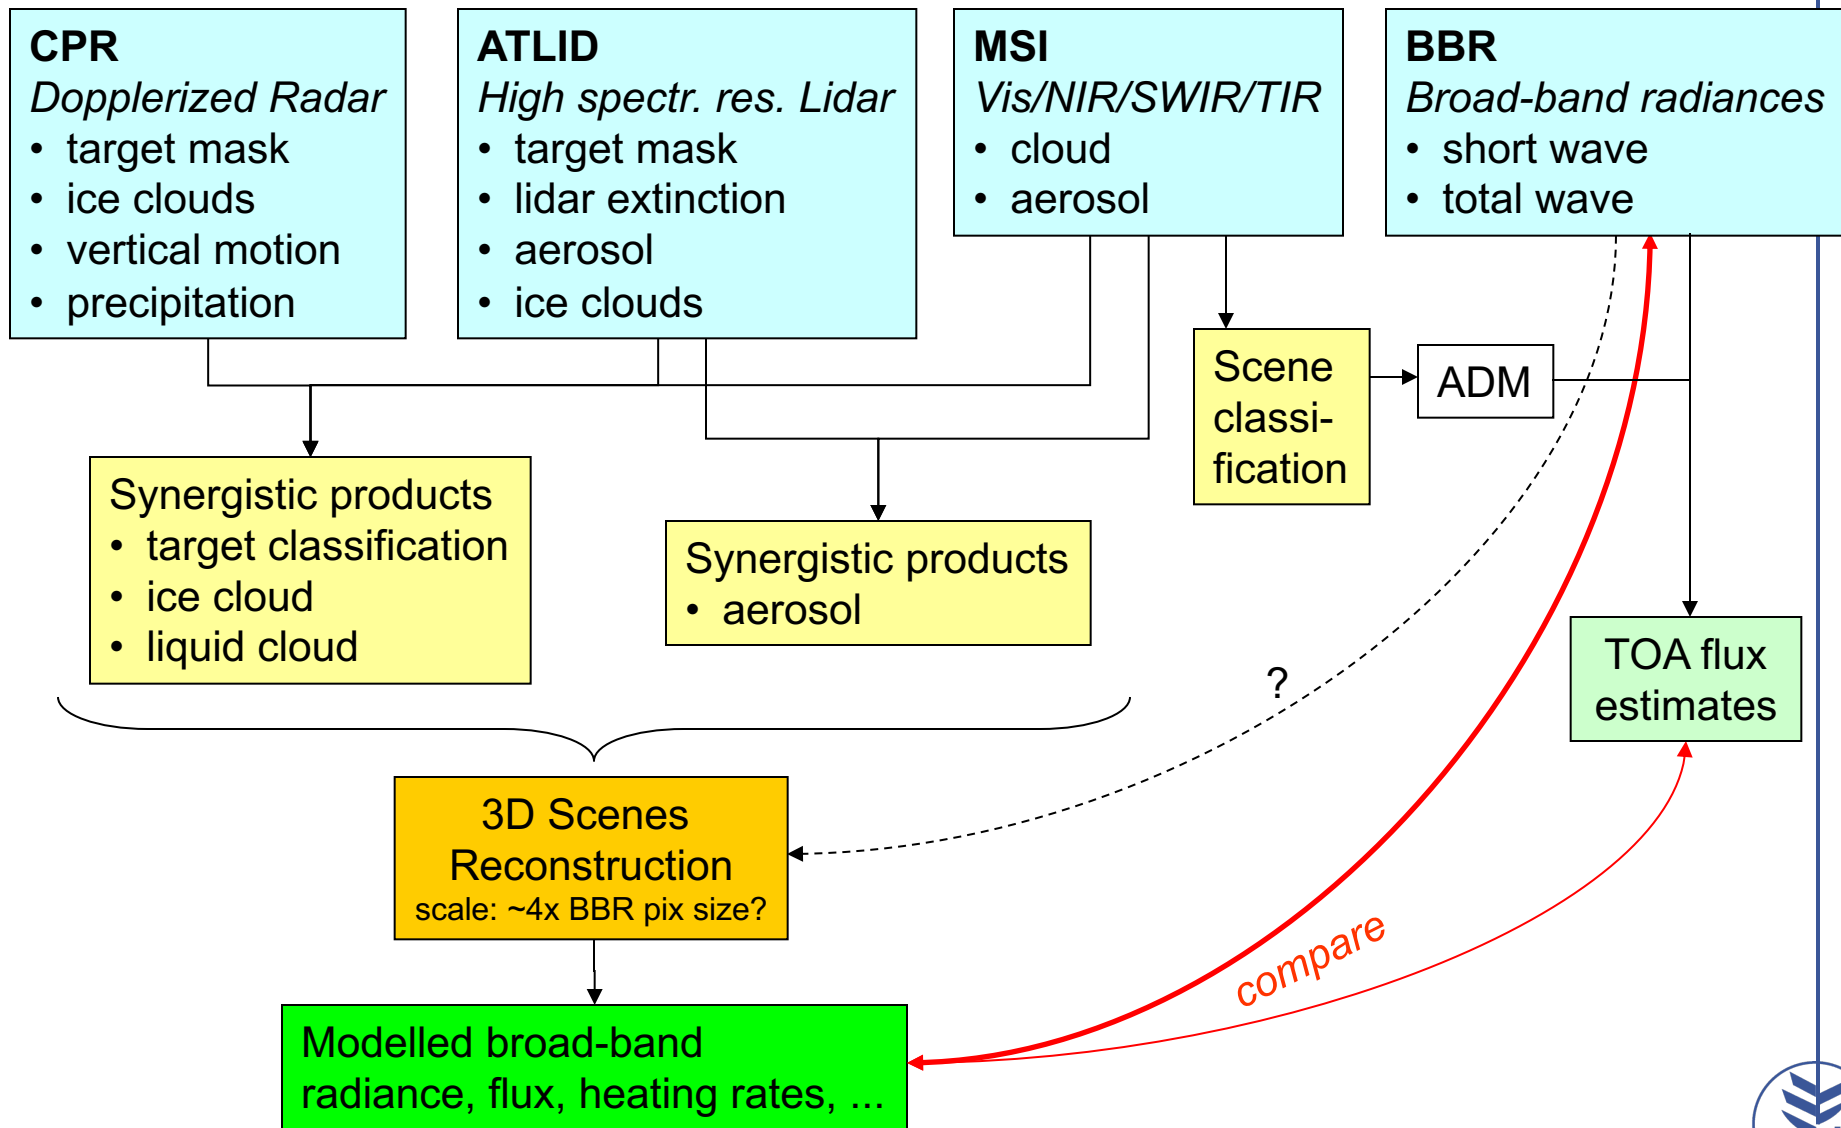 CPR
Dopplerized Radar
• target mask
• ice clouds
• vertical motion
• precipitation
ATLID
High spectr. res. Lidar
• target mask
• lidar extinction
• aerosol
• ice clouds
MSI
Vis/NIR/SWIR/TIR
• cloud
• aerosol
BBR
Broad-band radiances
• short wave
• total wave
Scene
classi-
fication
ADM
Synergistic products
• target classification
• ice cloud
• liquid cloud
Synergistic products
• aerosol
?
TOA flux
estimates
3D Scenes
Reconstruction
scale: ~4x BBR pix size?
compare
Modelled broad-band
radiance, flux, heating rates, ...